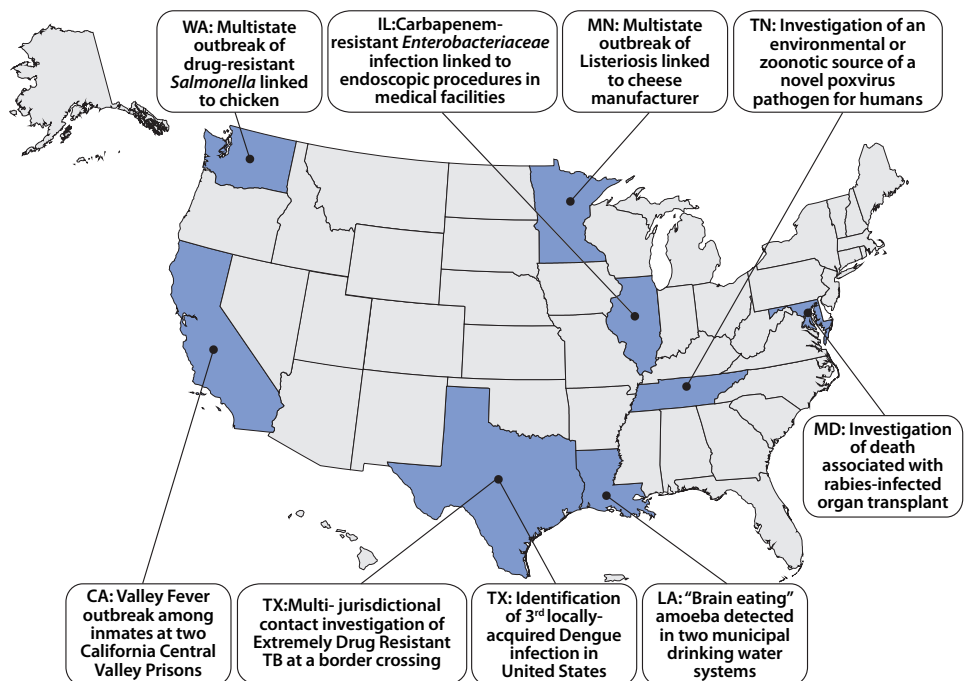 WA: Multistate
outbreak of
drug-resistant
Salmonella linked
to chicken
IL:Carbapenem-
resistant Enterobacteriaceae
infection linked to
endoscopic procedures in
medical facilities
MN: Multistate
outbreak of
Listeriosis linked
to cheese
manufacturer
TN: Investigation of an
environmental or
zoonotic source of a
novel poxvirus
pathogen for humans
MD: Investigation
of death
associated with
rabies-infected
organ transplant
CA: Valley Fever
outbreak among
inmates at two
California Central
Valley Prisons
TX:Multi- jurisdictional
contact investigation of
Extremely Drug Resistant
TB at a border crossing
TX: Identification
of 3rd locally-
acquired Dengue
infection in
United States
LA: “Brain eating”
amoeba detected
in two municipal
drinking water
systems